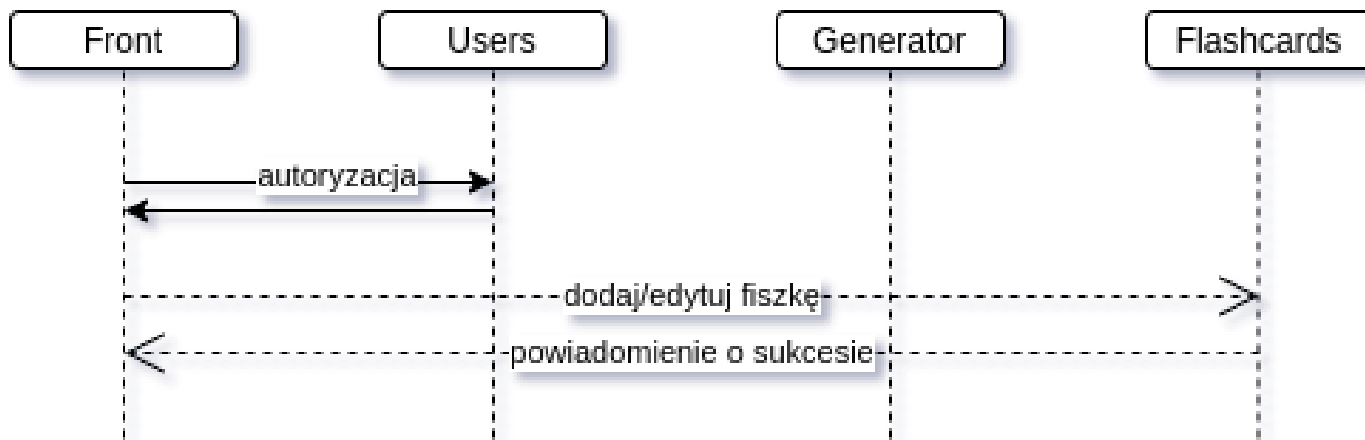 Front
Users
Generator
Flashcards
autoryzacja
dodaj/edytuj fiszkę
powiadomienie o sukcesie